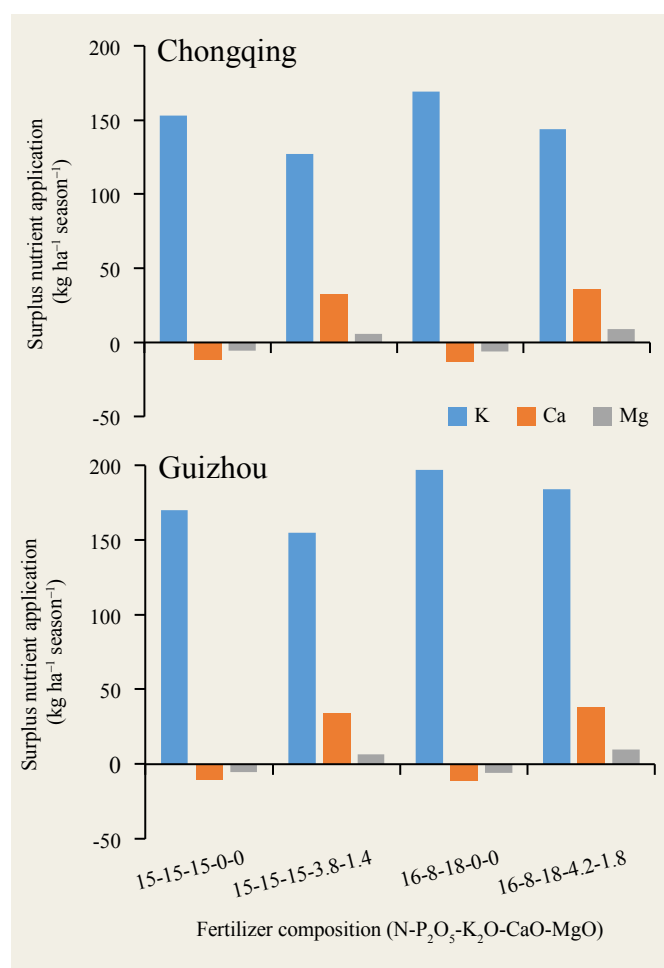 Chongqing
200
150
100
50
0
-50
Surplus nutrient application
(kg ha⁻¹ season⁻¹)
K Ca Mg
Guizhou
200
150
100
50
0
-50
Surplus nutrient application
(kg ha⁻¹ season⁻¹)
15-15-15-0-0
15-15-15-3.8-1.4
16-8-18-0-0
16-8-18-4.2-1.8
Fertilizer composition (N-P₂O₅-K₂O-CaO-MgO)